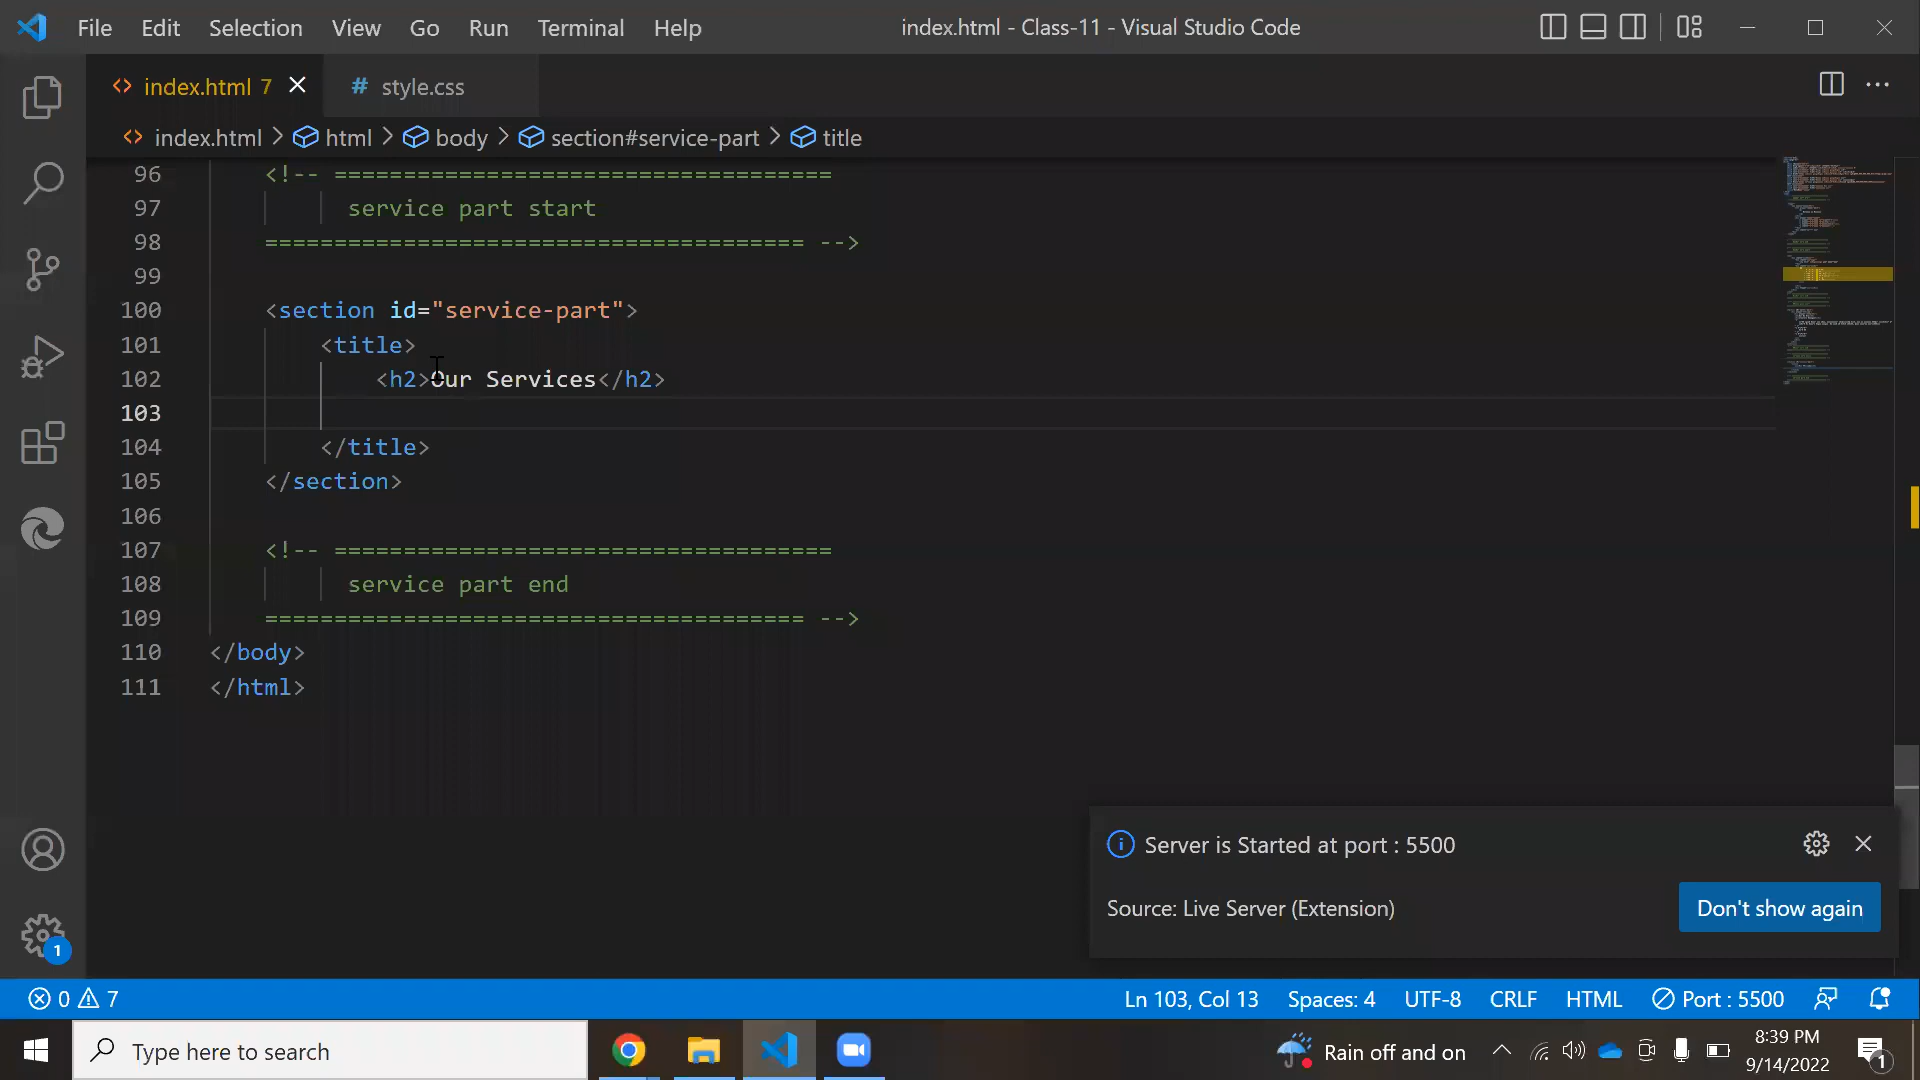 File Edit Selection View Go Run Terminal Help index.html - Class-11 - Visual Studio Code
index.html 7 style.css
index.html > html > body > section#service-part > title
96 <!-- ====================================
97 service part start
98 ======================================= -->
99
100 <section id="service-part">
101 <title>
102 <h2>Our Services</h2>
103
104 </title>
105 </section>
106
107 <!-- ====================================
108 service part end
109 ======================================= -->
110 </body>
111 </html>
Server is Started at port : 5500
Source: Live Server (Extension) Don't show again
1
0 7 Ln 103, Col 13 Spaces: 4 UTF-8 CRLF HTML Port : 5500
Type here to search Rain off and on 8:39 PM
9/14/2022 1